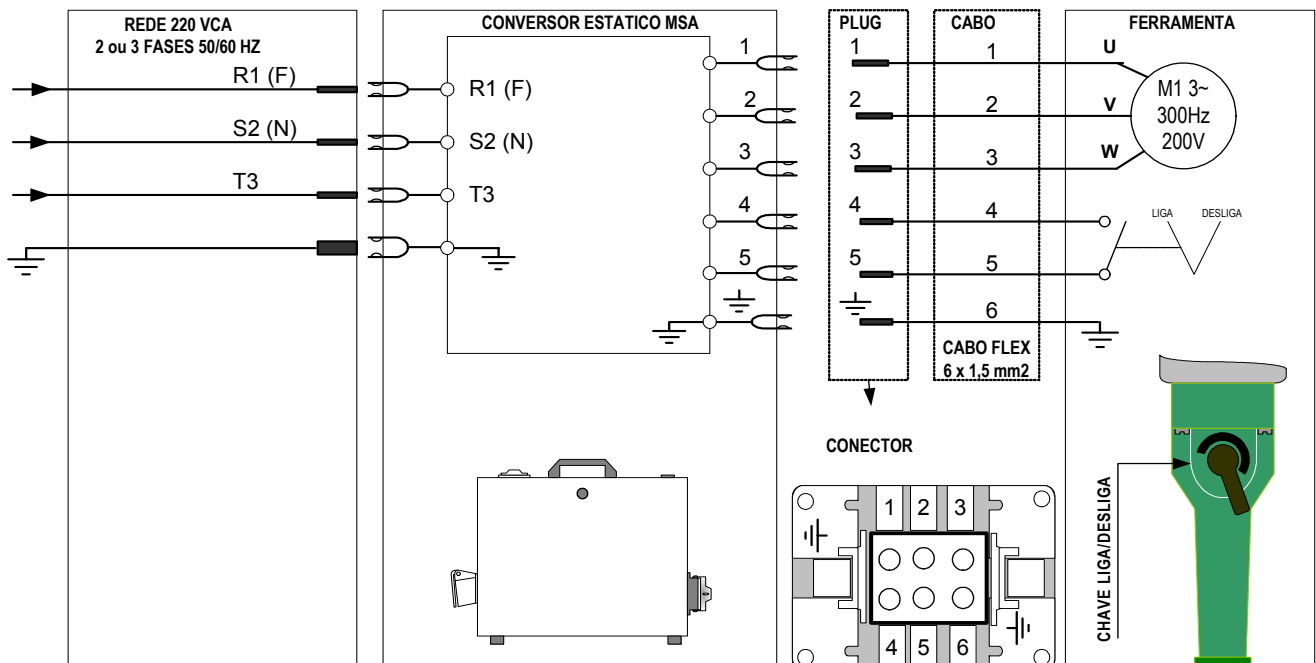 REDE 220 VCA
2 ou 3 FASES 50/60 HZ
R1 (F)
S2 (N)
T3
CONVERSOR ESTATICO MSA
R1 (F)
S2 (N)
T3
1
2
3
4
5
PLUG
1
2
3
4
5
CABO
1
2
3
4
5
6
CABO FLEX
6 x 1,5 mm2
FERRAMENTA
U
V
W
M1 3~
300Hz
200V
LIGA
DESLIGA
CONECTOR
1 2 3
4 5 6
CHAVE LIGA/DESLIGA